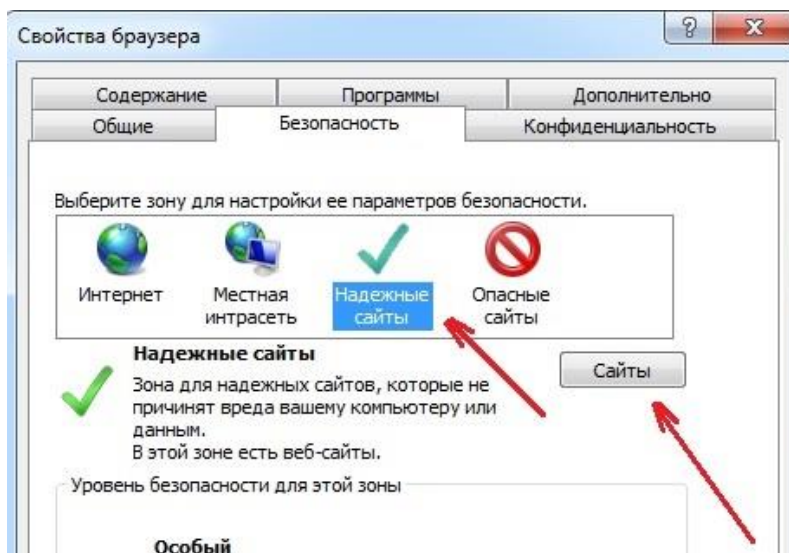 Свойства браузера
?
X
Содержание Программы Дополнительно
Общие Безопасность Конфиденциальность
Выберите зону для настройки ее параметров безопасности.
Интернет Местная интрасеть Надежные сайты Опасные сайты
Надежные сайты
Сайты
Зона для надежных сайтов, которые не
причинят вреда вашему компьютеру или
данным.
В этой зоне есть веб-сайты.
Уровень безопасности для этой зоны
Особый